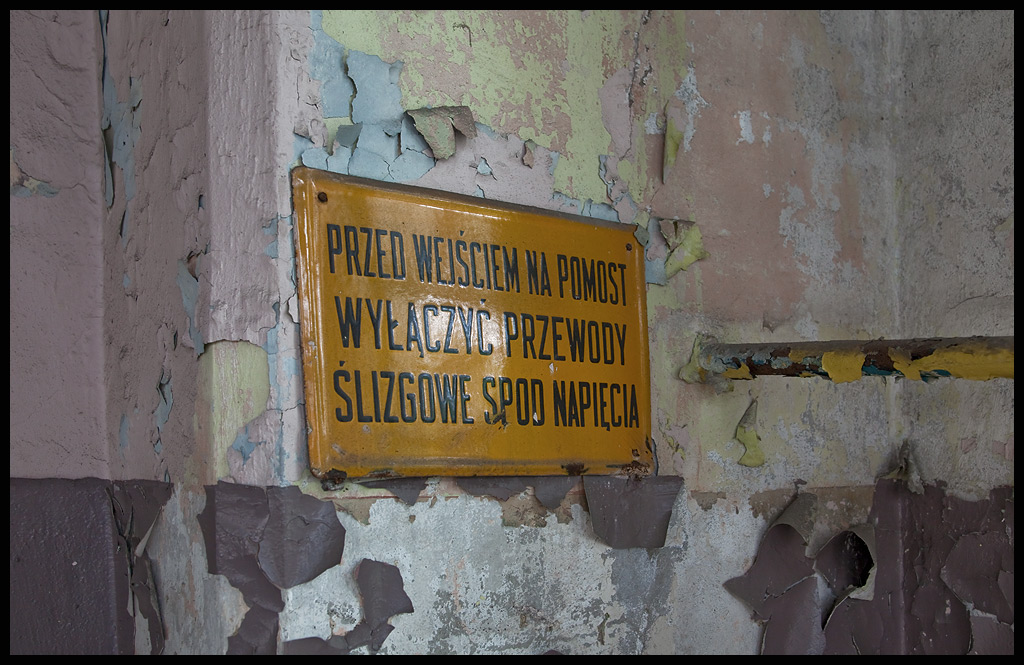 PRZED WEJŚCIEM NA POMOST
WYŁĄCZYĆ PRZEWODY
ŚLIZGOWE SPOD NAPIĘCIA